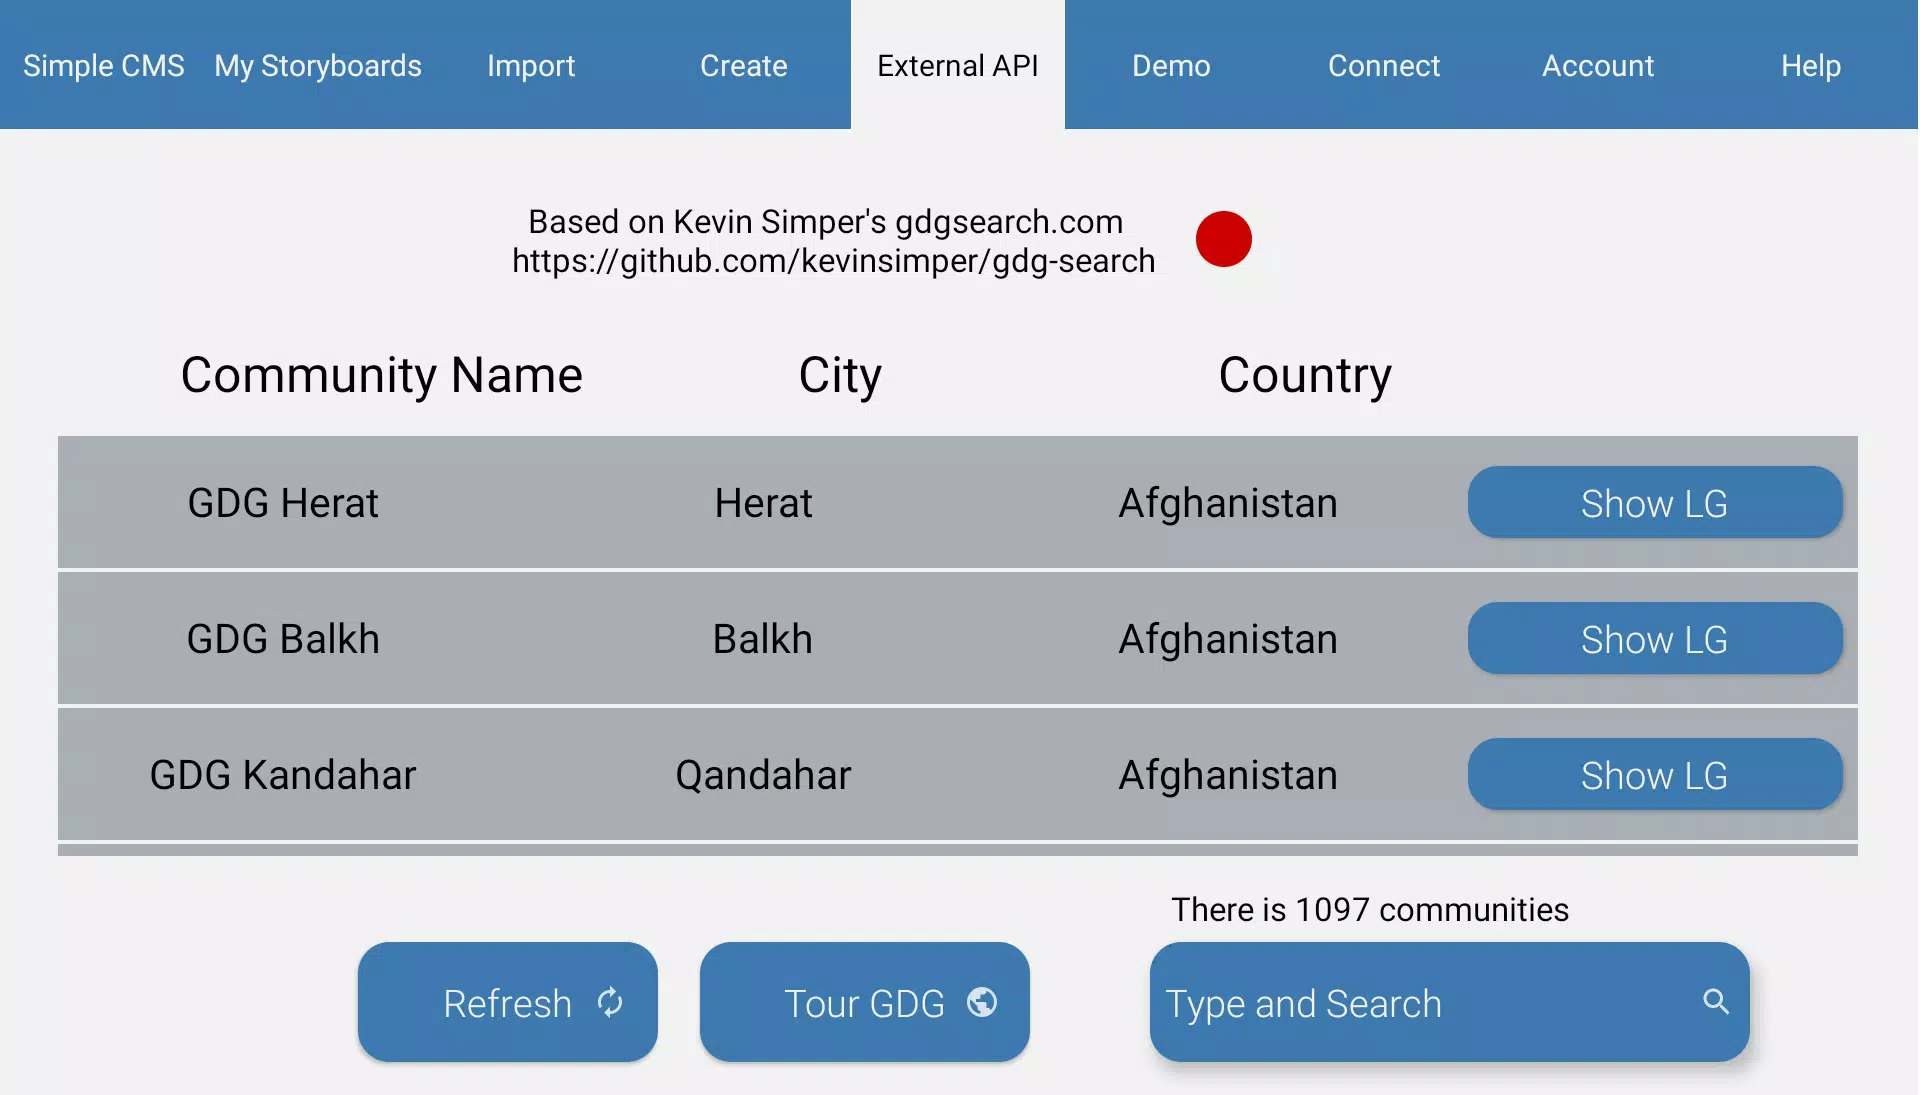 Simple CMS My Storyboards Import Create External API Demo Connect Account Help
Based on Kevin Simper's gdgsearch.com
https://github.com/kevinsimper/gdg-search
Community Name City Country
GDG Herat Herat Afghanistan Show LG
GDG Balkh Balkh Afghanistan Show LG
GDG Kandahar Qandahar Afghanistan Show LG
There is 1097 communities
Refresh Tour GDG Type and Search